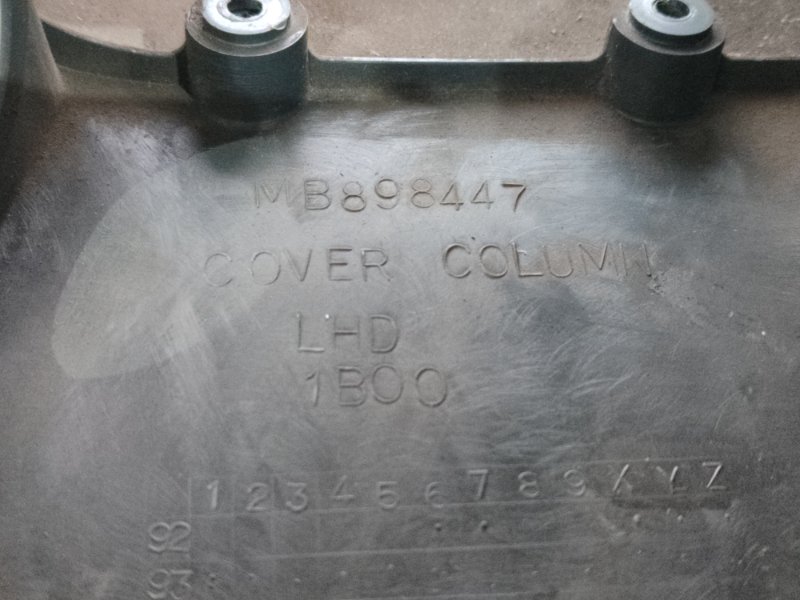 MB898447
COVER COLUMN
LHD
1B00
1 2 3 4 5 6 7 8 9 X Y Z
92
93